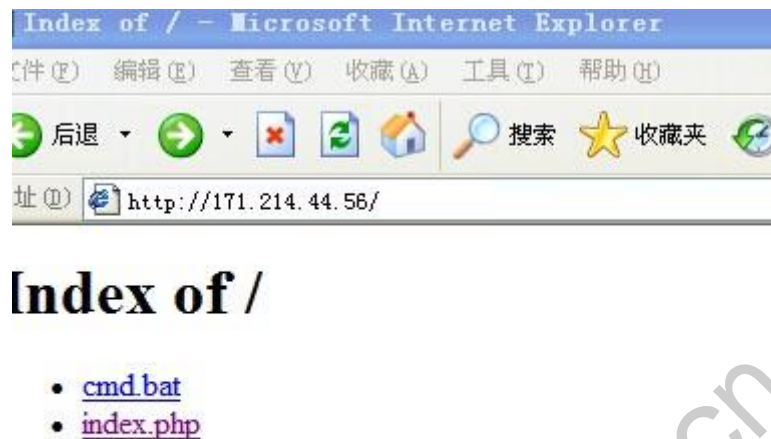 Index of / - Microsoft Internet Explorer
件(F) 编辑(E) 查看(V) 收藏(A) 工具(T) 帮助(H)
后退 搜索 收藏夹
址(D) http://171.214.44.56/
Index of /
cmd.bat
index.php